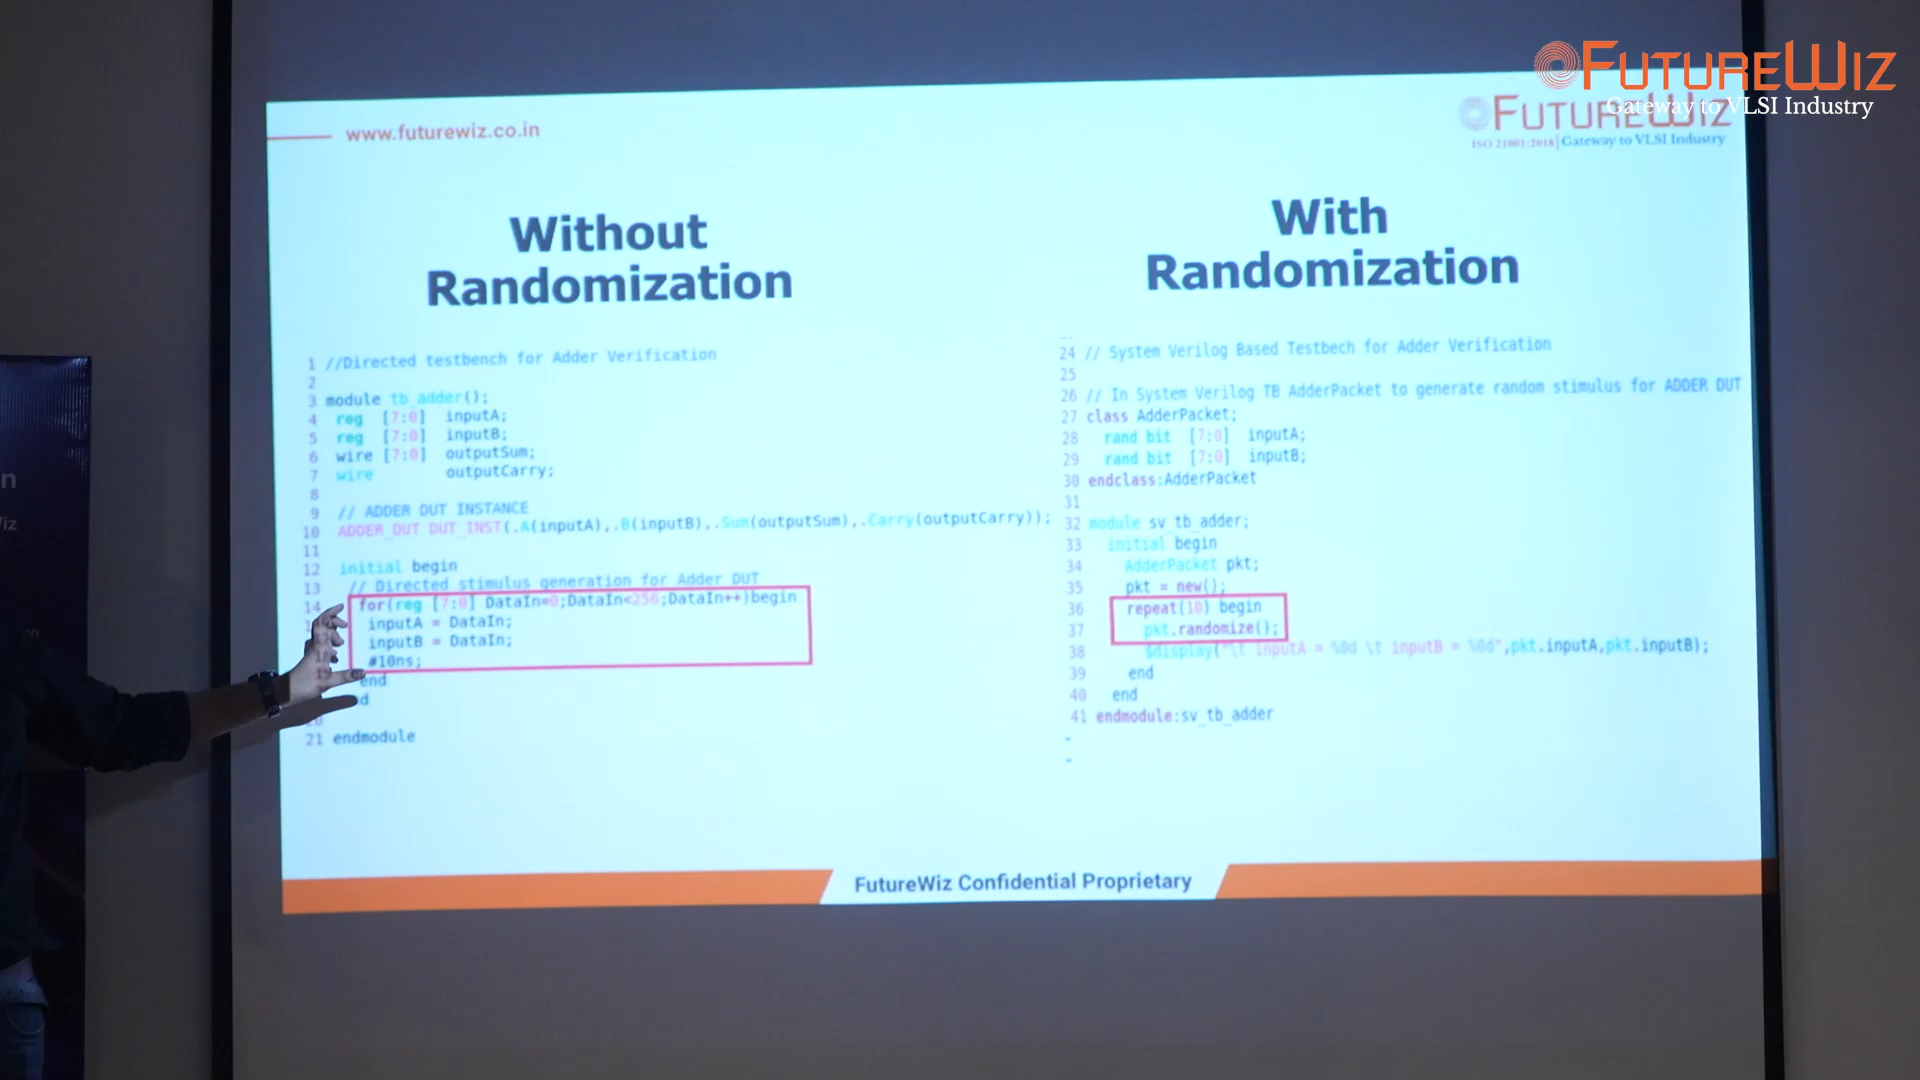 FUTUREWIZ
Gateway to VLSI Industry
www.futurewiz.co.in
FUTUREWIZ
ISO 21001:2018 | Gateway to VLSI Industry
Without
Randomization
1 //Directed testbench for Adder Verification
2
3 module tb_adder();
4 reg [7:0] inputA;
5 reg [7:0] inputB;
6 wire [7:0] outputSum;
7 wire outputCarry;
8
9 // ADDER DUT INSTANCE
10 ADDER_DUT DUT_INST(.A(inputA),.B(inputB),.Sum(outputSum),.Carry(outputCarry));
11
12 initial begin
13 // Directed stimulus generation for Adder DUT
14 for(reg [7:0] DataIn=0;DataIn<256;DataIn++)begin
inputA = DataIn;
inputB = DataIn;
#10ns;
end
21 endmodule
With
Randomization
24 // System Verilog Based Testbech for Adder Verification
25
26 // In System Verilog TB AdderPacket to generate random stimulus for ADDER DUT
27 class AdderPacket;
28 rand bit [7:0] inputA;
29 rand bit [7:0] inputB;
30 endclass:AdderPacket
31
32 module sv_tb_adder;
33 initial begin
34 AdderPacket pkt;
35 pkt = new();
36 repeat(10) begin
37 pkt.randomize();
38 $display("\t inputA = %0d \t inputB = %0d",pkt.inputA,pkt.inputB);
39 end
40 end
41 endmodule:sv_tb_adder
FutureWiz Confidential Proprietary